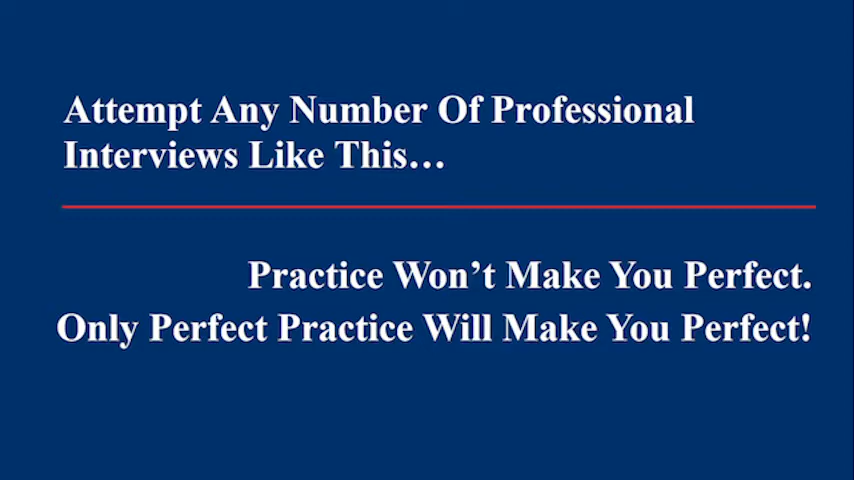 Attempt Any Number Of Professional
Interviews Like This…
Practice Won’t Make You Perfect.
Only Perfect Practice Will Make You Perfect!